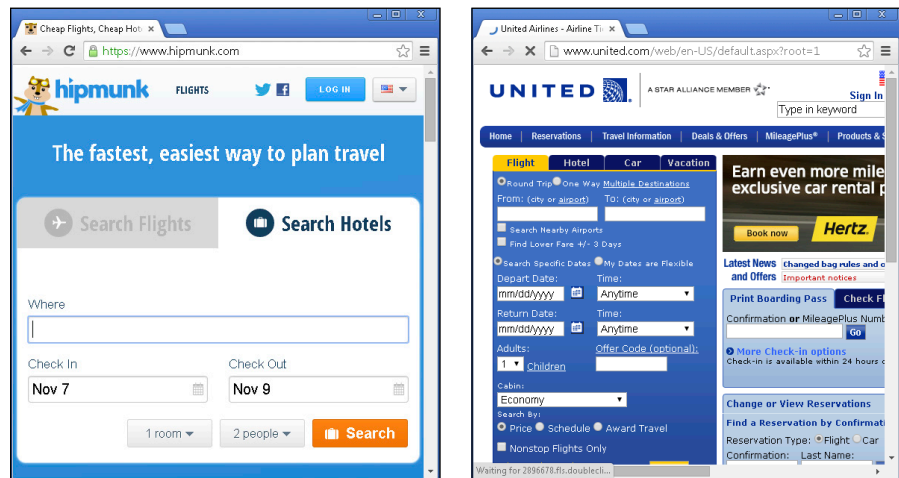 Cheap Flights, Cheap Hot
https://www.hipmunk.com
hipmunk
FLIGHTS
LOG IN
The fastest, easiest way to plan travel
Search Flights
Search Hotels
Where
Check In
Check Out
Nov 7
Nov 9
1 room
2 people
Search
United Airlines - Airline Ti
www.united.com/web/en-US/default.aspx?root=1
UNITED
A STAR ALLIANCE MEMBER
Sign In
Type in keyword
Home | Reservations | Travel Information | Deals & Offers | MileagePlus® | Products & S
Flight Hotel Car Vacation
Round Trip One Way Multiple Destinations
From: (city or airport) To: (city or airport)
Search Nearby Airports
Find Lower Fare +/- 3 Days
Search Specific Dates My Dates are Flexible
Depart Date: Time:
mm/dd/yyyy Anytime
Return Date: Time:
mm/dd/yyyy Anytime
Adults: Offer Code (optional):
1 Children
Cabin:
Economy
Search By:
Price Schedule Award Travel
Nonstop Flights Only
Waiting for 2896678.fls.doublecli...
Earn even more mile
exclusive car rental p
Book now
Hertz.
Latest News
and Offers
Changed bag rules and o
Important notices
Print Boarding Pass
Check Fl
Confirmation or MileagePlus Numb
Go
More Check-in options
Check-in is available within 24 hours o
Change or View Reservations
Find a Reservation by Confirmati
Reservation Type: Flight Car
Confirmation: Last Name: